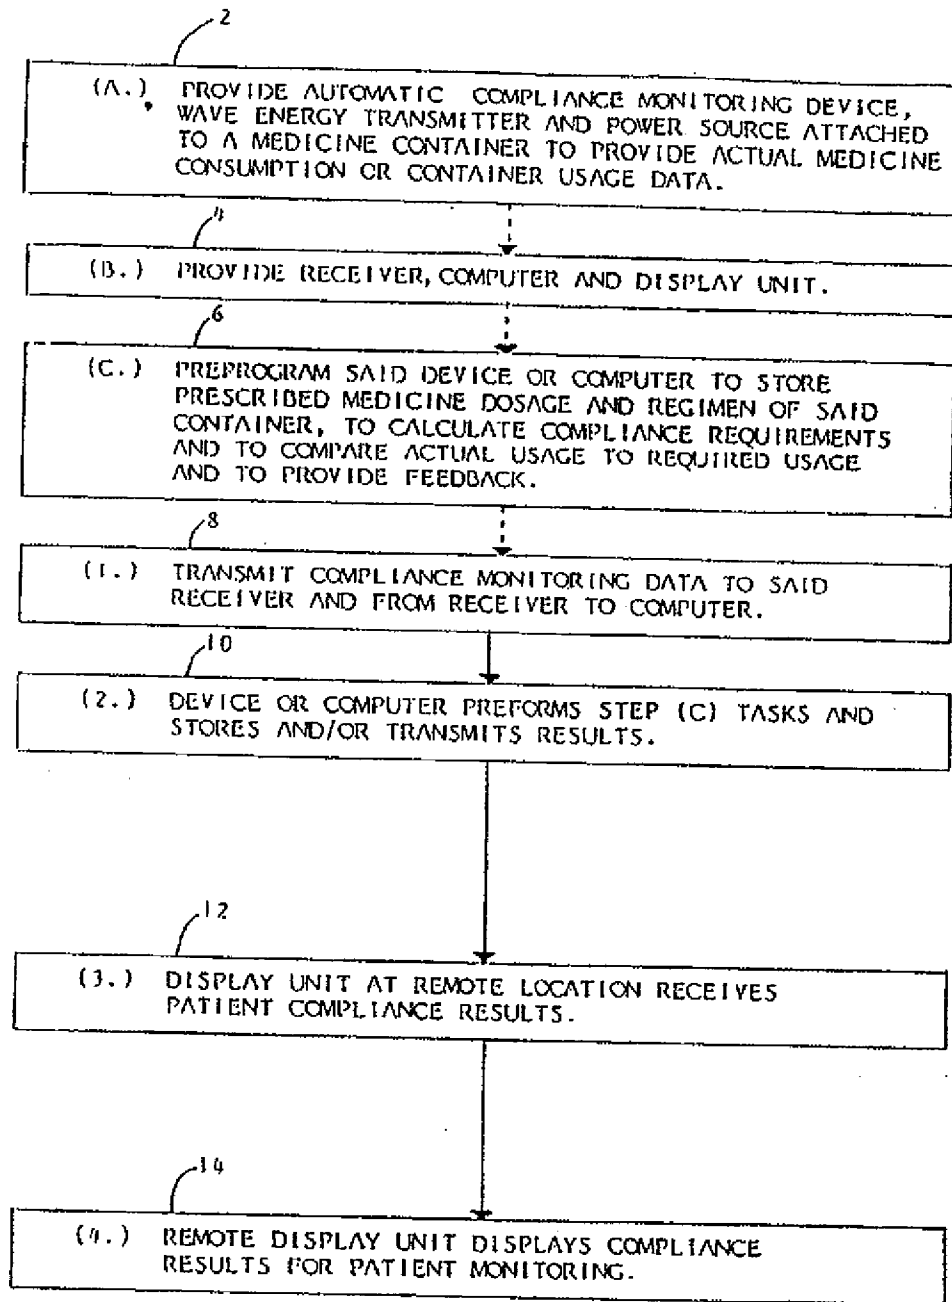 2
(A.) PROVIDE AUTOMATIC COMPLIANCE MONITORING DEVICE,
WAVE ENERGY TRANSMITTER AND POWER SOURCE ATTACHED
TO A MEDICINE CONTAINER TO PROVIDE ACTUAL MEDICINE
CONSUMPTION OR CONTAINER USAGE DATA.
4
(B.) PROVIDE RECEIVER, COMPUTER AND DISPLAY UNIT.
6
(C.) PREPROGRAM SAID DEVICE OR COMPUTER TO STORE
PRESCRIBED MEDICINE DOSAGE AND REGIMEN OF SAID
CONTAINER, TO CALCULATE COMPLIANCE REQUIREMENTS
AND TO COMPARE ACTUAL USAGE TO REQUIRED USAGE
AND TO PROVIDE FEEDBACK.
8
(1.) TRANSMIT COMPLIANCE MONITORING DATA TO SAID
RECEIVER AND FROM RECEIVER TO COMPUTER.
10
(2.) DEVICE OR COMPUTER PREFORMS STEP (C) TASKS AND
STORES AND/OR TRANSMITS RESULTS.
12
(3.) DISPLAY UNIT AT REMOTE LOCATION RECEIVES
PATIENT COMPLIANCE RESULTS.
14
(4.) REMOTE DISPLAY UNIT DISPLAYS COMPLIANCE
RESULTS FOR PATIENT MONITORING.